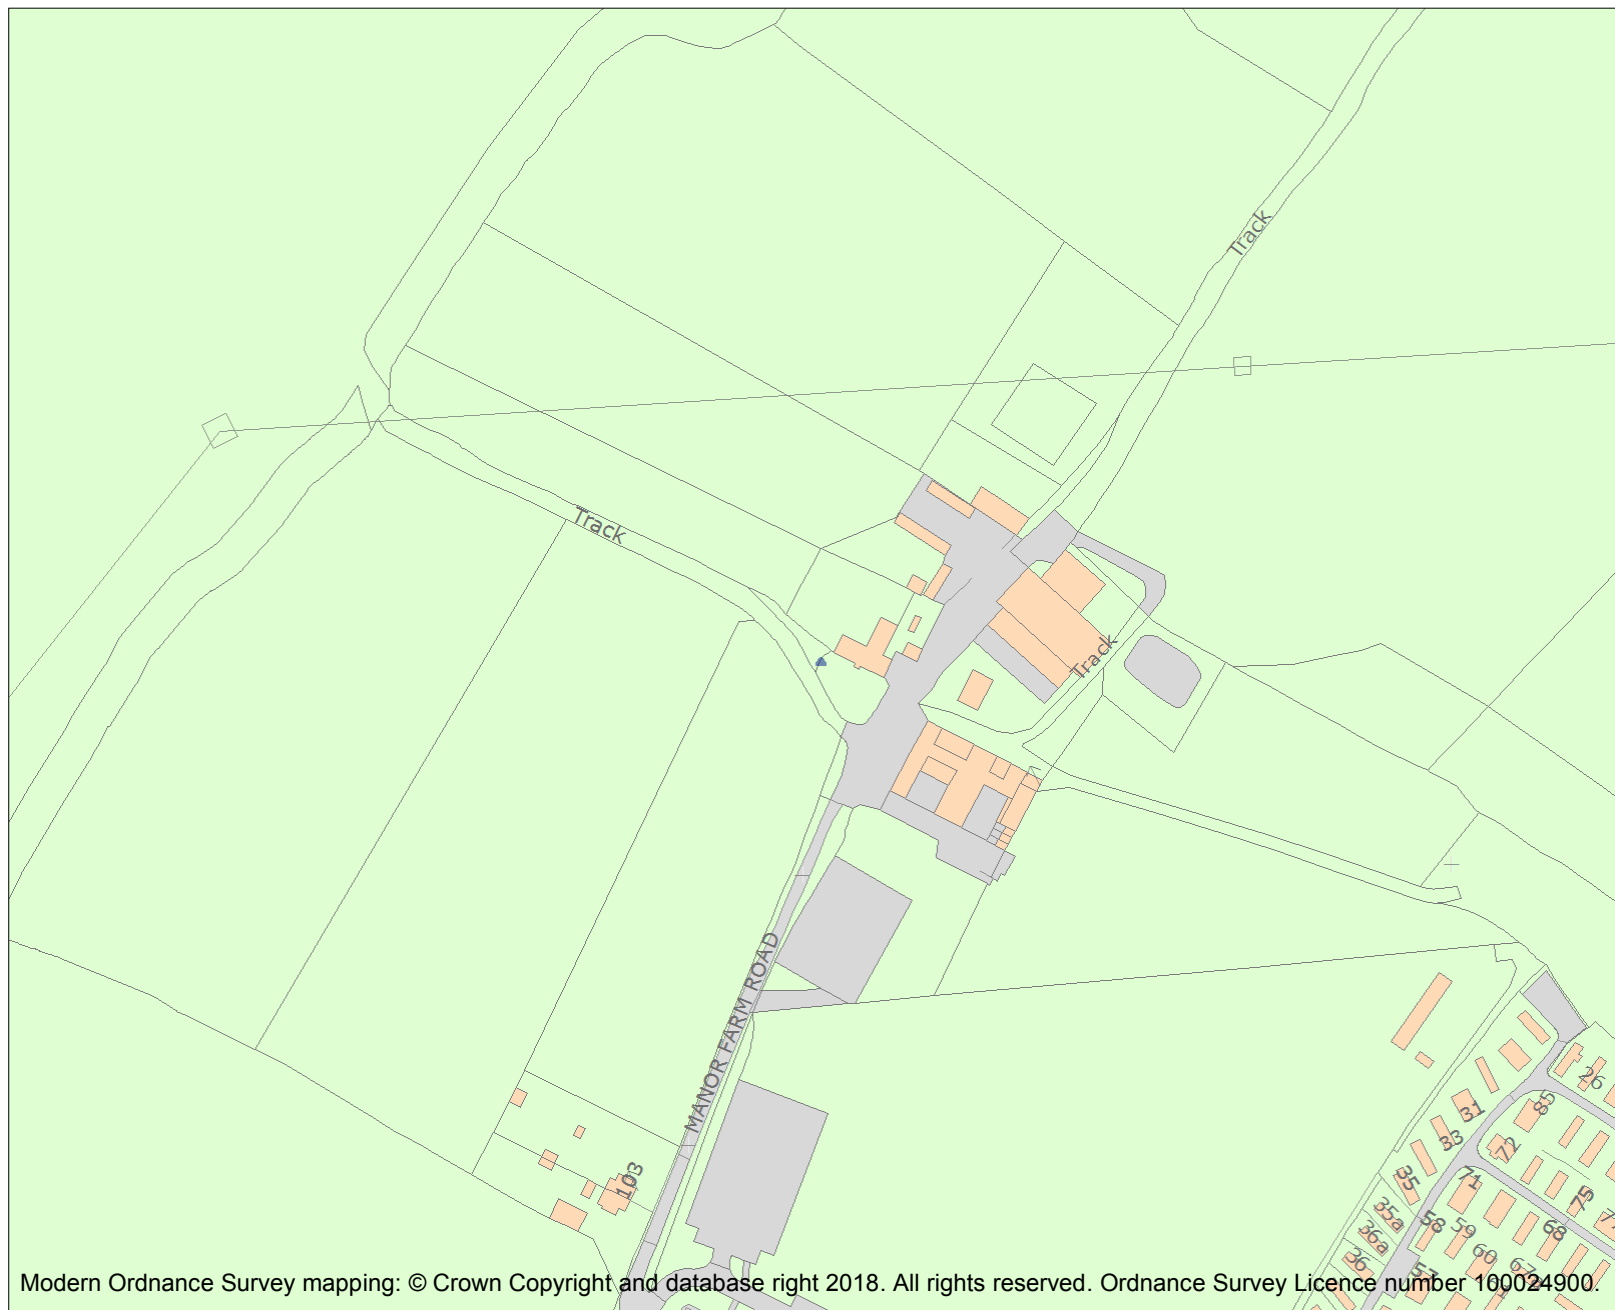 Track
Track
Track
MANOR FARM ROAD
103
26
85
31
33
72
35
71
75
35a
58
59
68
36a
60
36
Modern Ordnance Survey mapping: © Crown Copyright and database right 2018. All rights reserved. Ordnance Survey Licence number 100024900.